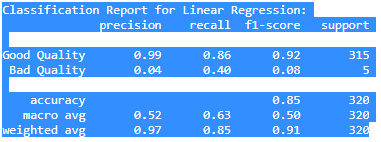 Classification Report for Linear Regression:
precision recall f1-score support
Good Quality 0.99 0.86 0.92 315
Bad Quality 0.04 0.40 0.08 5
accuracy 0.85 320
macro avg 0.52 0.63 0.50 320
weighted avg 0.97 0.85 0.91 320